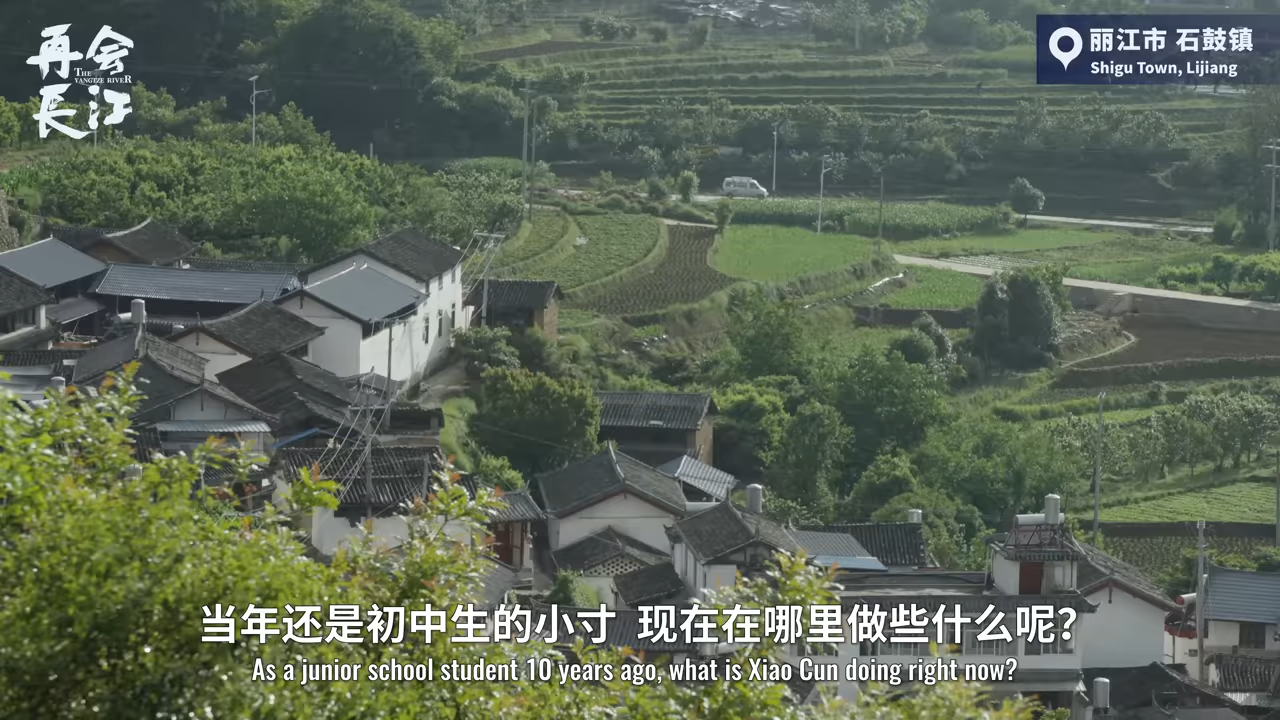 再会
THE
YANGTZE RIVER
长江
丽江市 石鼓镇
Shigu Town, Lijiang
当年还是初中生的小寸 现在在哪里做些什么呢？
As a junior school student 10 years ago, what is Xiao Cun doing right now?